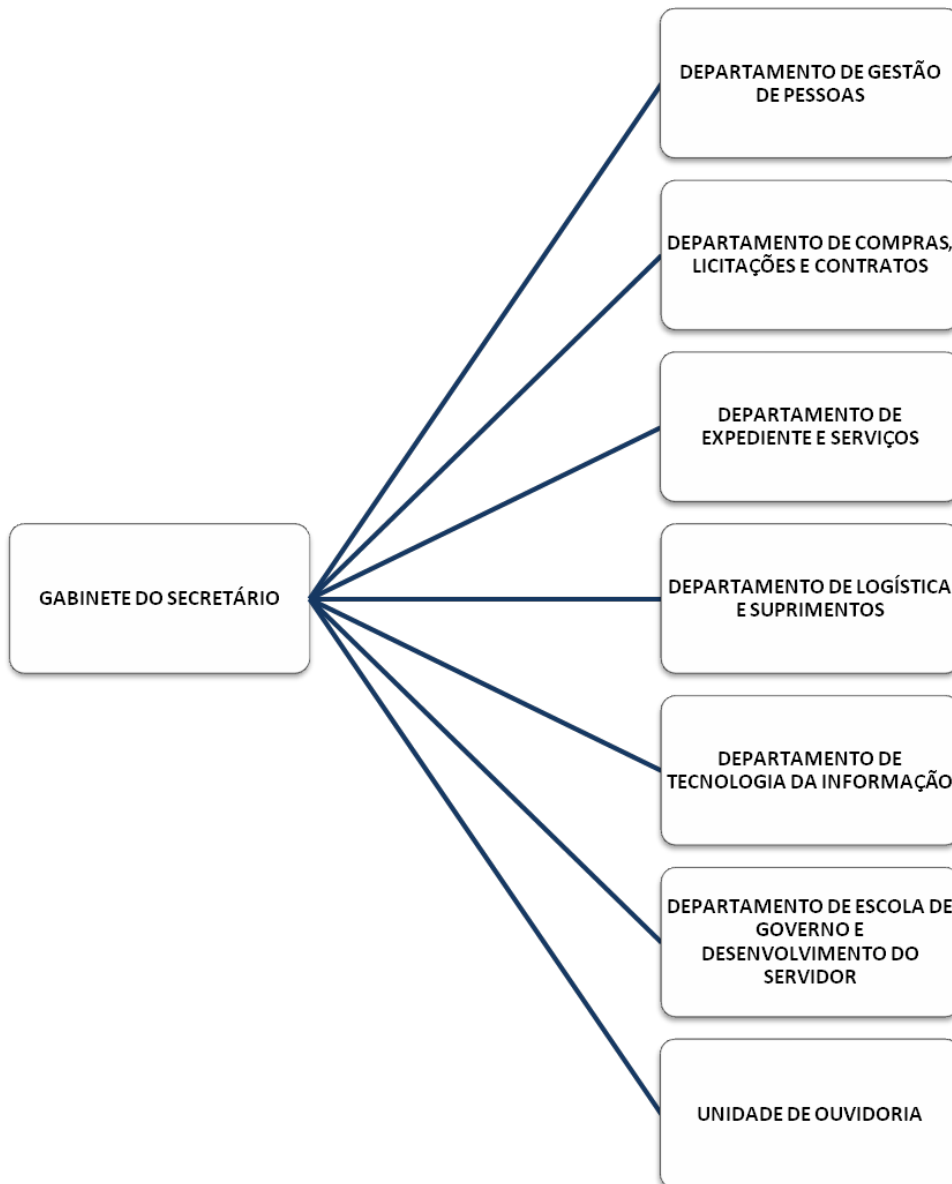 DEPARTAMENTO DE GESTÃO
DE PESSOAS
DEPARTAMENTO DE COMPRAS,
LICITAÇÕES E CONTRATOS
DEPARTAMENTO DE
EXPEDIENTE E SERVIÇOS
GABINETE DO SECRETÁRIO
DEPARTAMENTO DE LOGÍSTICA
E SUPRIMENTOS
DEPARTAMENTO DE
TECNOLOGIA DA INFORMAÇÃO
DEPARTAMENTO DE ESCOLA DE
GOVERNO E
DESENVOLVIMENTO DO
SERVIDOR
UNIDADE DE OUVIDORIA